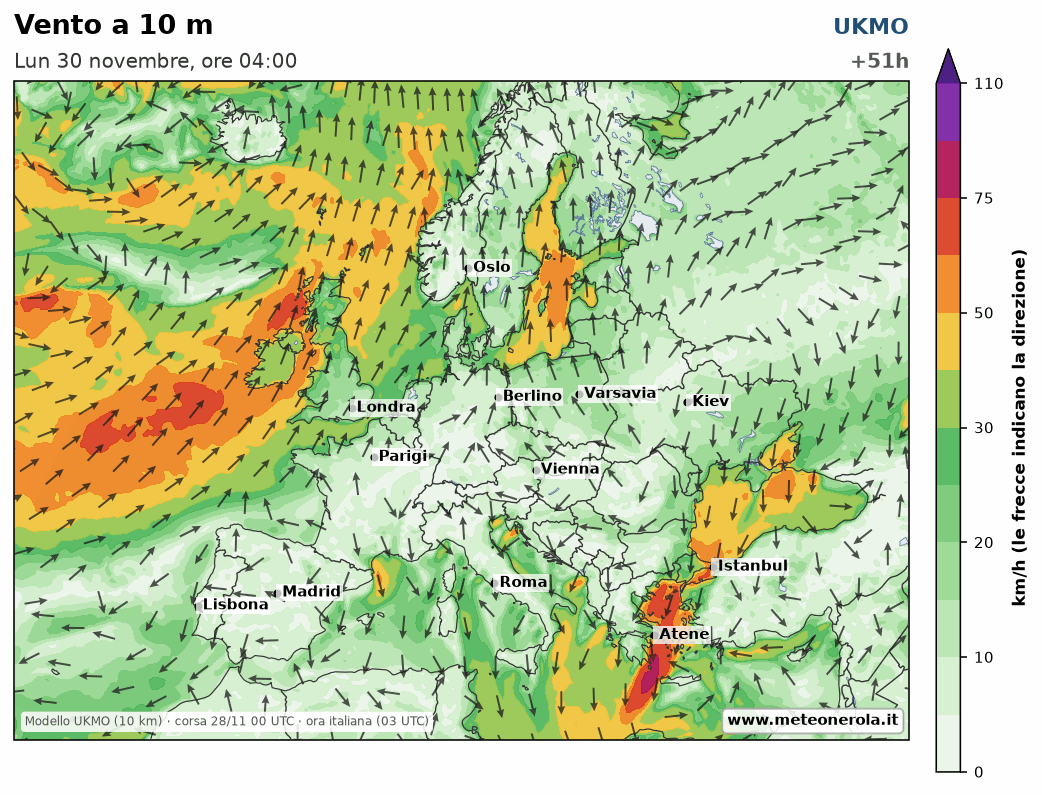 Vento a 10 m
UKMO
Lun 30 novembre, ore 04:00
+51h
110
75
50
30
20
10
0
km/h (le frecce indicano la direzione)
Oslo
Londra
Berlino
Varsavia
Kiev
Parigi
Vienna
Istanbul
Roma
Madrid
Lisbona
Atene
Modello UKMO (10 km) · corsa 28/11 00 UTC · ora italiana (03 UTC)
www.meteonerola.it